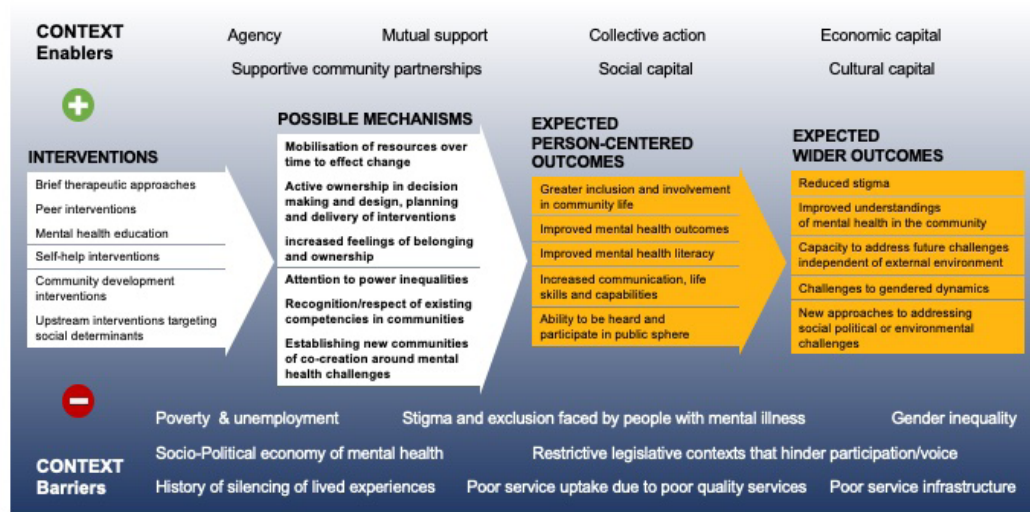 CONTEXT
Enablers
Agency
Mutual support
Collective action
Economic capital
Supportive community partnerships
Social capital
Cultural capital
INTERVENTIONS
Brief therapeutic approaches
Peer interventions
Mental health education
Self-help interventions
Community development
interventions
Upstream interventions targeting
social determinants
POSSIBLE MECHANISMS
Mobilisation of resources over
time to effect change
Active ownership in decision
making and design, planning
and delivery of interventions
increased feelings of belonging
and ownership
Attention to power inequalities
Recognition/respect of existing
competencies in communities
Establishing new communities
of co-creation around mental
health challenges
EXPECTED
PERSON-CENTERED
OUTCOMES
Greater inclusion and involvement
in community life
Improved mental health outcomes
Improved mental health literacy
Increased communication, life
skills and capabilities
Ability to be heard and
participate in public sphere
EXPECTED
WIDER OUTCOMES
Reduced stigma
Improved understandings
of mental health in the community
Capacity to address future challenges
independent of external environment
Challenges to gendered dynamics
New approaches to addressing
social political or environmental
challenges
CONTEXT
Barriers
Poverty & unemployment
Stigma and exclusion faced by people with mental illness
Gender inequality
Socio-Political economy of mental health
Restrictive legislative contexts that hinder participation/voice
History of silencing of lived experiences
Poor service uptake due to poor quality services
Poor service infrastructure